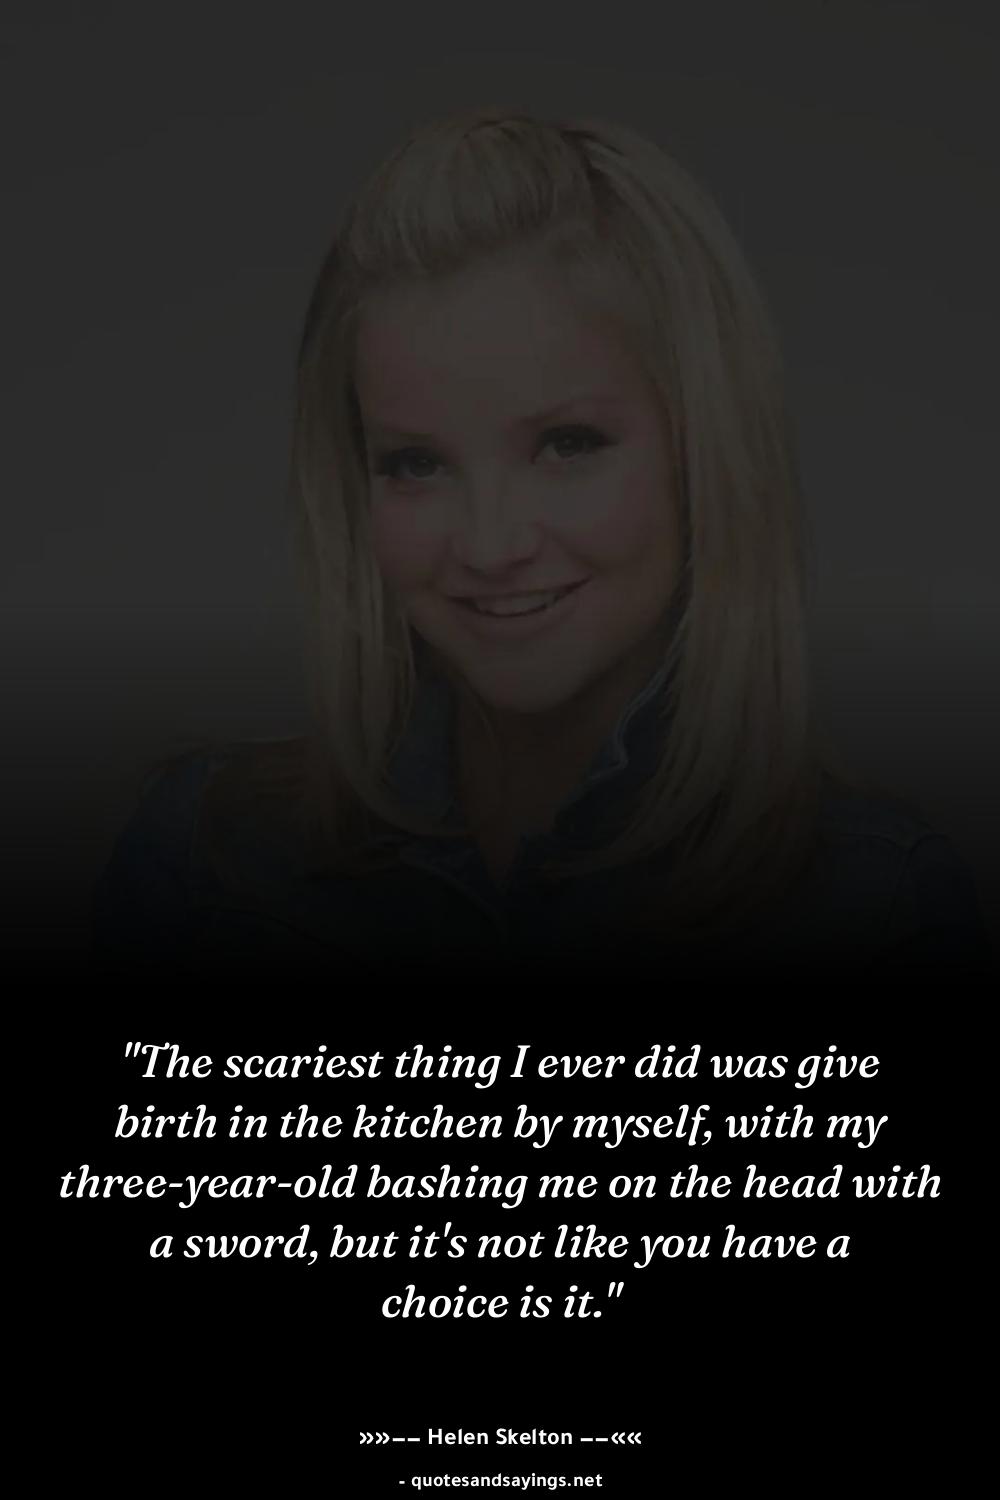 "The scariest thing I ever did was give
birth in the kitchen by myself, with my
three-year-old bashing me on the head with
a sword, but it's not like you have a
choice is it."
»»–– Helen Skelton ––««
- quotesandsayings.net